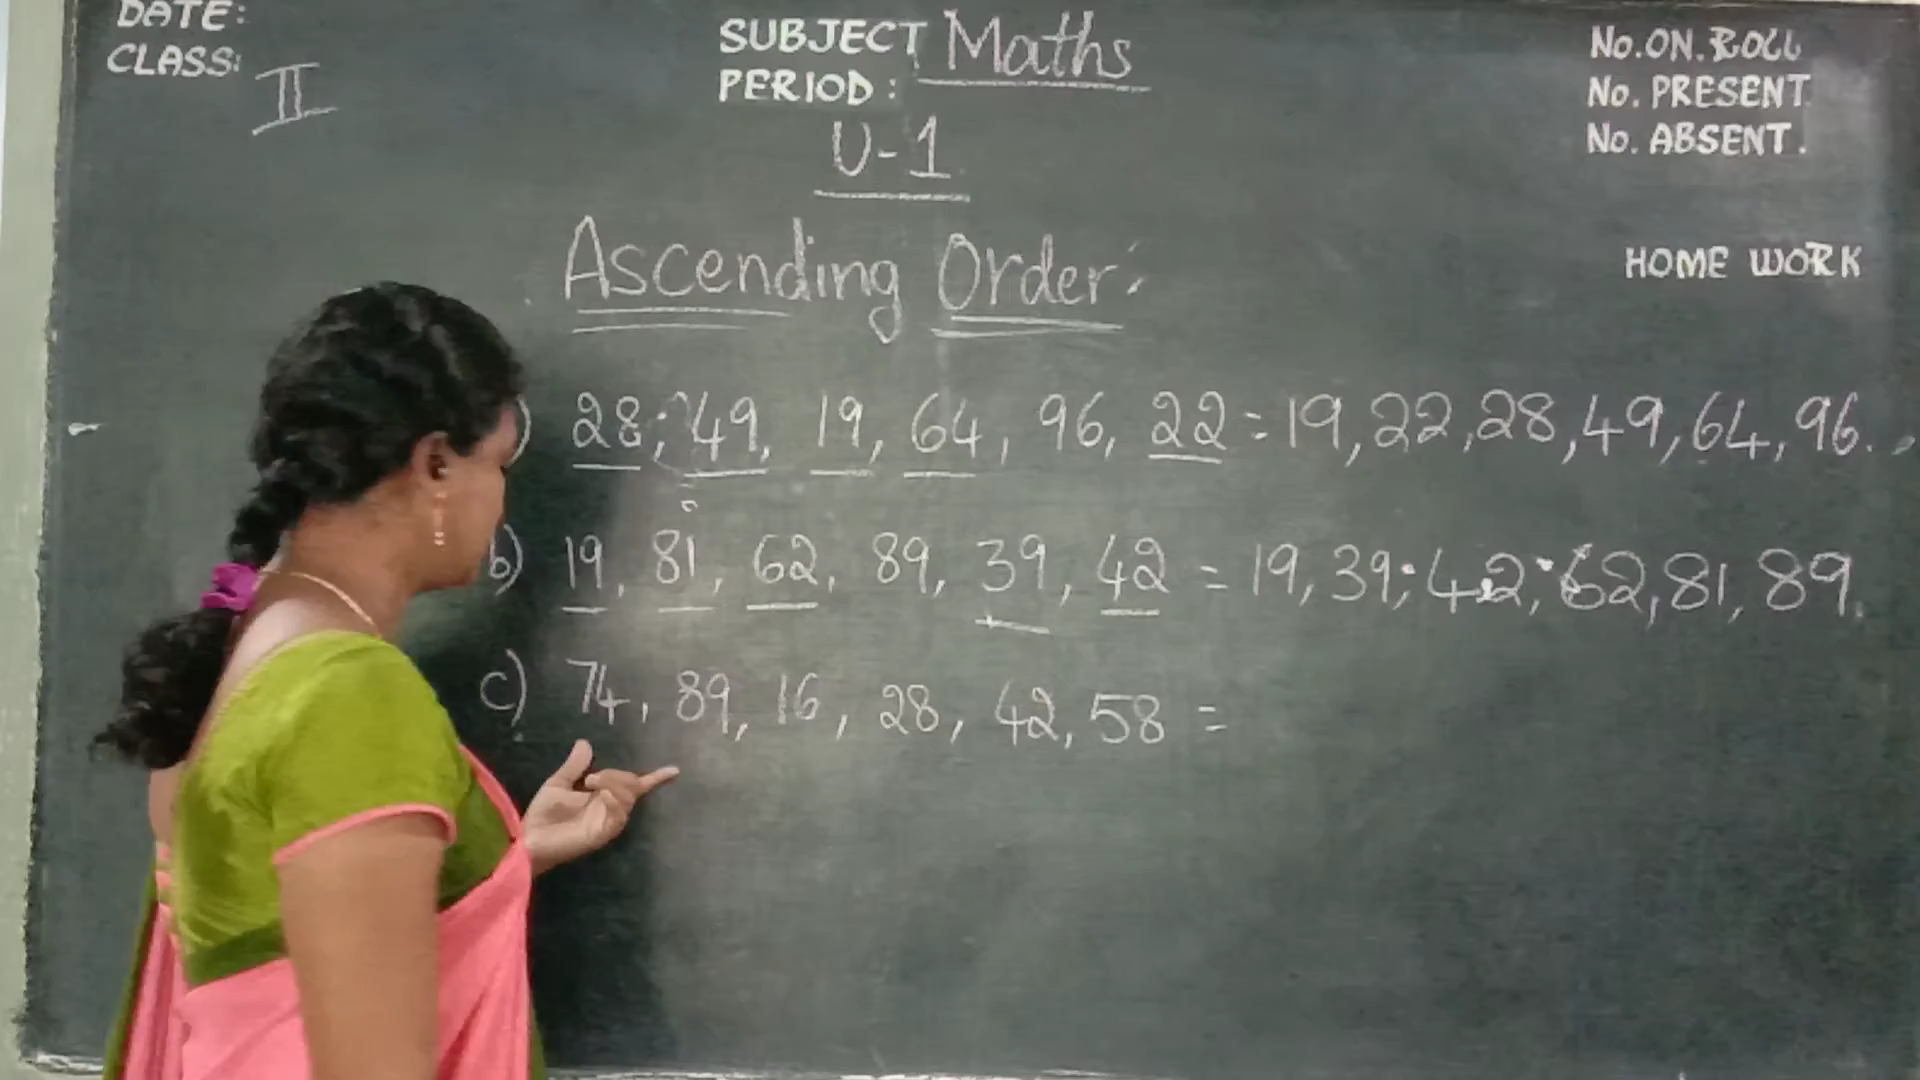 DATE:
CLASS: II
SUBJECT Maths
PERIOD:
U-1
No. ON. ROLL
No. PRESENT
No. ABSENT.
HOME WORK
Ascending Order:
) 28, 49, 19, 64, 96, 22 = 19, 22, 28, 49, 64, 96.
b) 19, 81, 62, 89, 39, 42 = 19, 39, 42, 62, 81, 89.
c) 74, 89, 16, 28, 42, 58 =